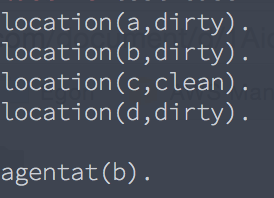 location(a,dirty).
location(b,dirty).
location(c,clean).
location(d,dirty).
agentat(b).